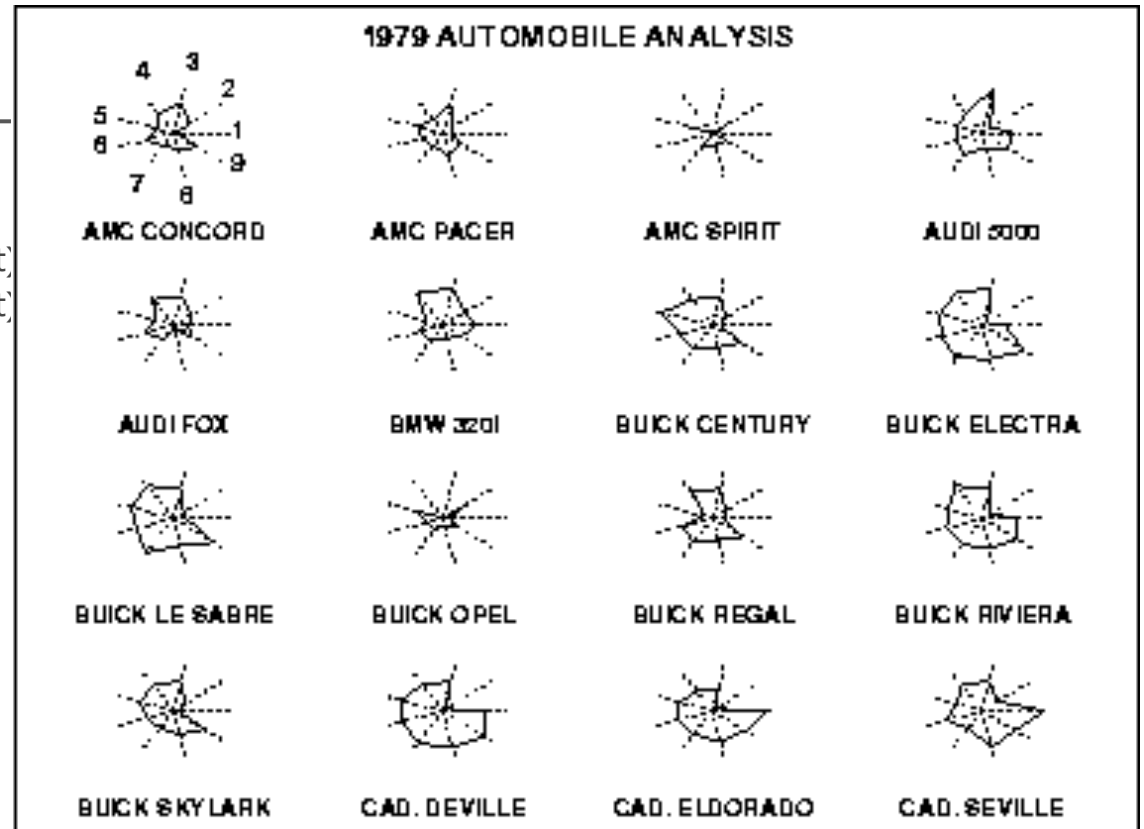 1979 AUTOMOBILE ANALYSIS
3
4
2
5
1
6
9
7
6
AMC CONCORD AMC PACER AMC SPIRIT AUDI 5000
t)
t)
AUDI FOX BMW 320I BUICK CENTURY BUICK ELECTRA
BUICK LE SABRE BUICK OPEL BUICK REGAL BUICK RIVIERA
BUICK SKYLARK CAD. DEVILLE CAD. ELDORADO CAD. SEVILLE